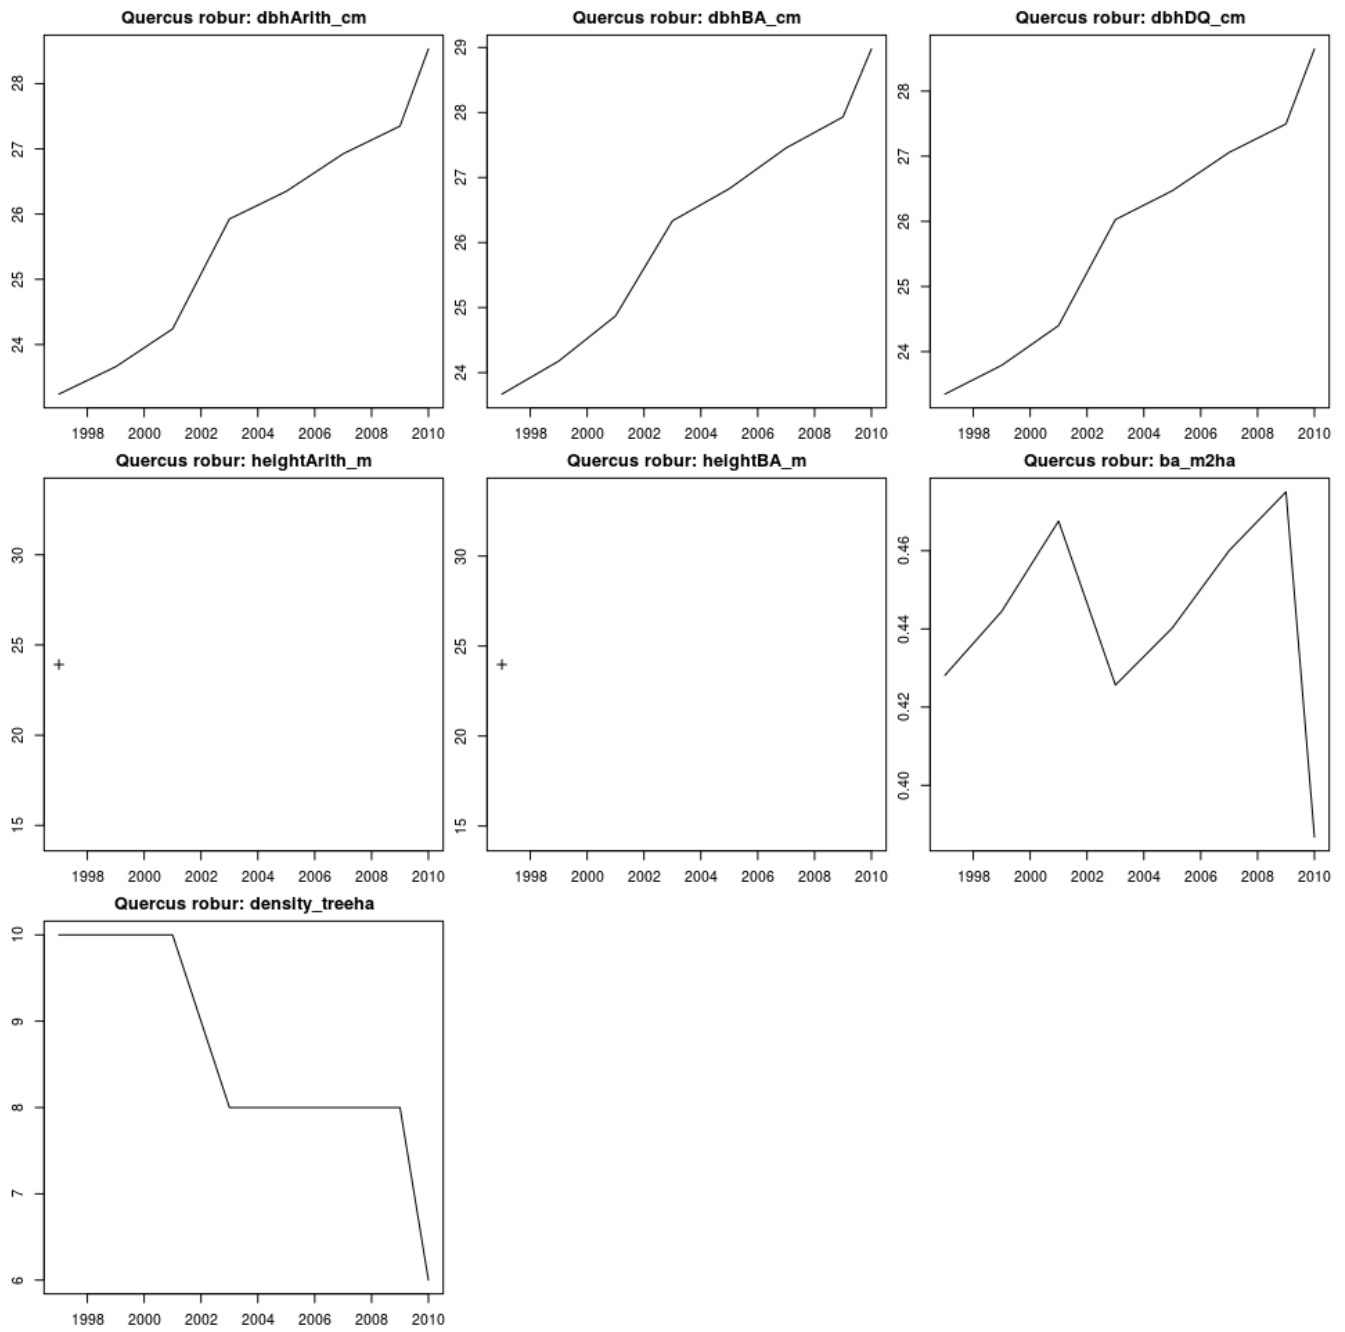 Quercus robur: dbhArith_cm
Quercus robur: dbhBA_cm
Quercus robur: dbhDQ_cm
28
27
26
25
24
1998 2000 2002 2004 2006 2008 2010
29
28
27
26
25
24
1998 2000 2002 2004 2006 2008 2010
28
27
26
25
24
1998 2000 2002 2004 2006 2008 2010
Quercus robur: heightArith_m
Quercus robur: heightBA_m
Quercus robur: ba_m2ha
30
25
20
15
1998 2000 2002 2004 2006 2008 2010
30
25
20
15
1998 2000 2002 2004 2006 2008 2010
0.46
0.44
0.42
0.40
1998 2000 2002 2004 2006 2008 2010
Quercus robur: density_treeha
10
9
8
7
6
1998 2000 2002 2004 2006 2008 2010